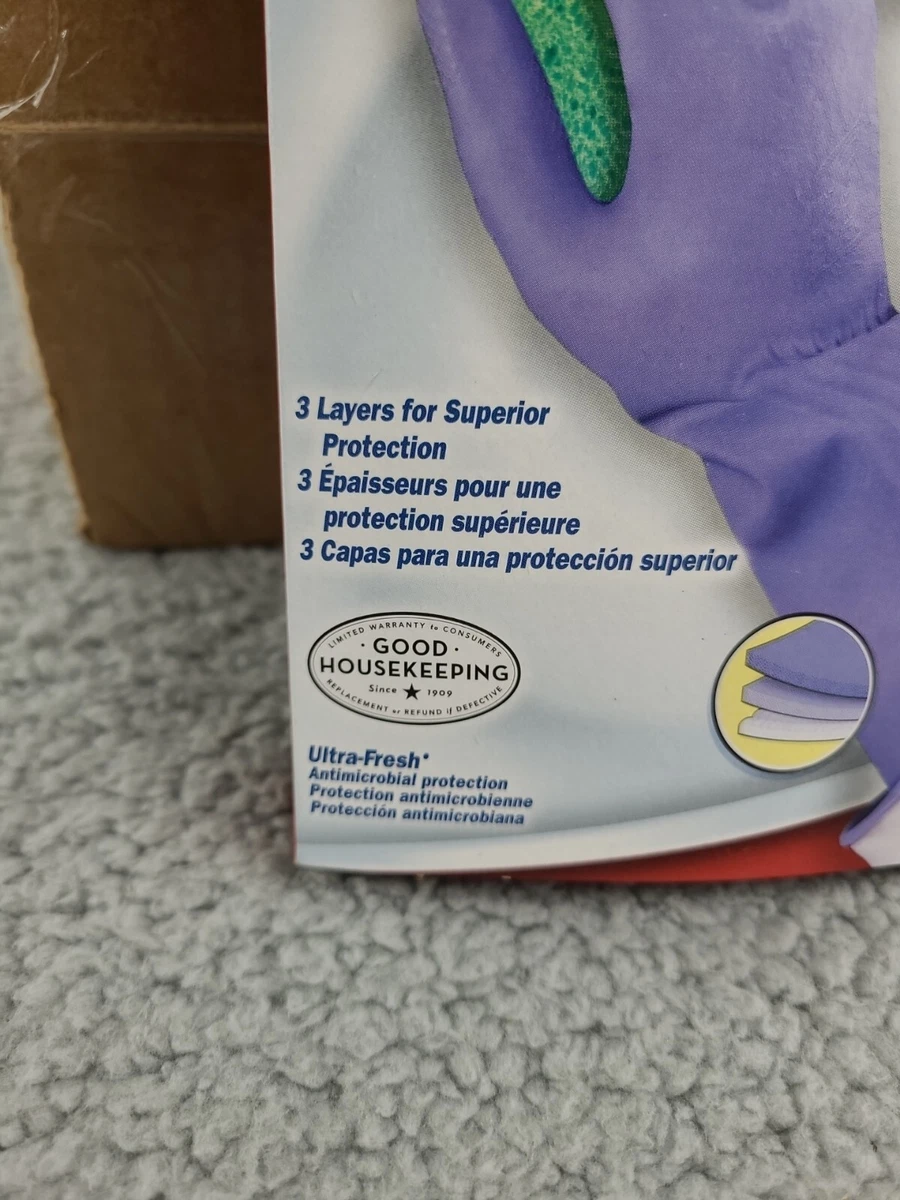 3 Layers for Superior
Protection
3 Épaisseurs pour une
protection supérieure
3 Capas para una protección superior
LIMITED WARRANTY to CONSUMERS
· GOOD ·
HOUSEKEEPING
Since ★ 1909
REPLACEMENT or REFUND if DEFECTIVE
Ultra-Fresh*
Antimicrobial protection
Protection antimicrobienne
Protección antimicrobiana